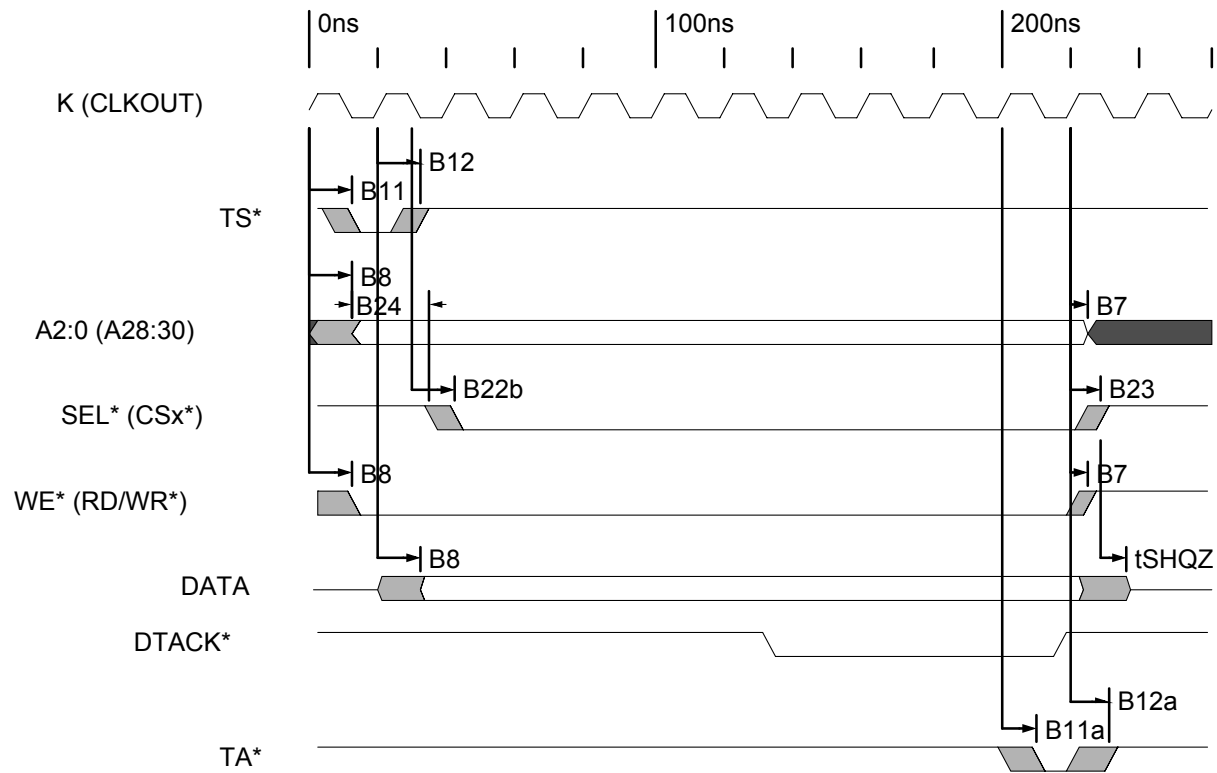 0ns 100ns 200ns
K (CLKOUT)
B12
B11
TS*
B8
B24
B7
A2:0 (A28:30)
B22b
B23
SEL* (CSx*)
B8
B7
WE* (RD/WR*)
B8
tSHQZ
DATA
DTACK*
B12a
B11a
TA*